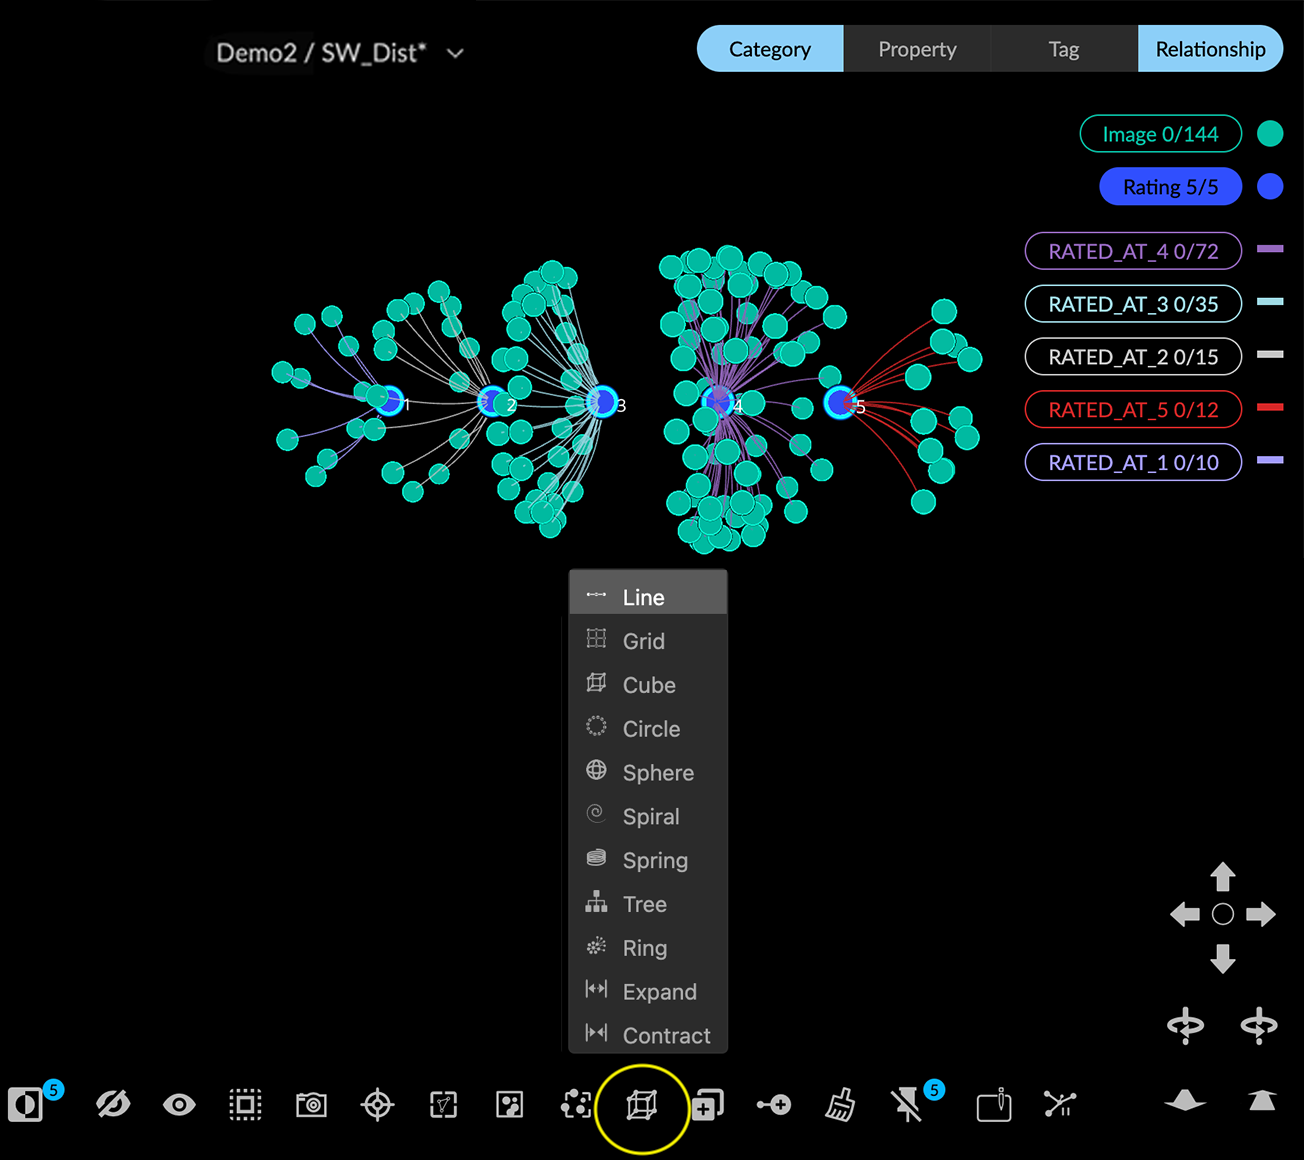 Demo2 / SW_Dist*
Category Property Tag Relationship
Image 0/144
Rating 5/5
RATED_AT_4 0/72
RATED_AT_3 0/35
RATED_AT_2 0/15
RATED_AT_5 0/12
RATED_AT_1 0/10
1 2 3 4 5
Line
Grid
Cube
Circle
Sphere
Spiral
Spring
Tree
Ring
Expand
Contract
5 5